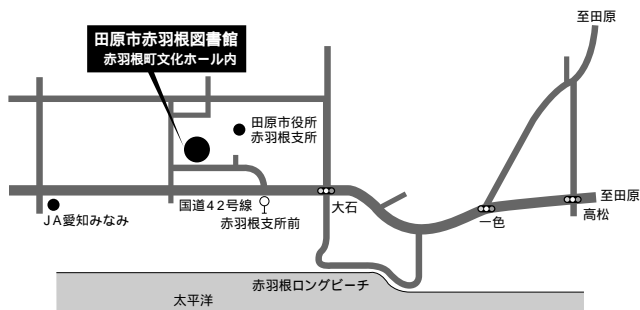 至田原
田原市赤羽根図書館
赤羽根町文化ホール内
田原市役所
赤羽根支所
至田原
国道42号線
大石
高松
JA愛知みなみ
赤羽根支所前
一色
赤羽根ロングビーチ
太平洋